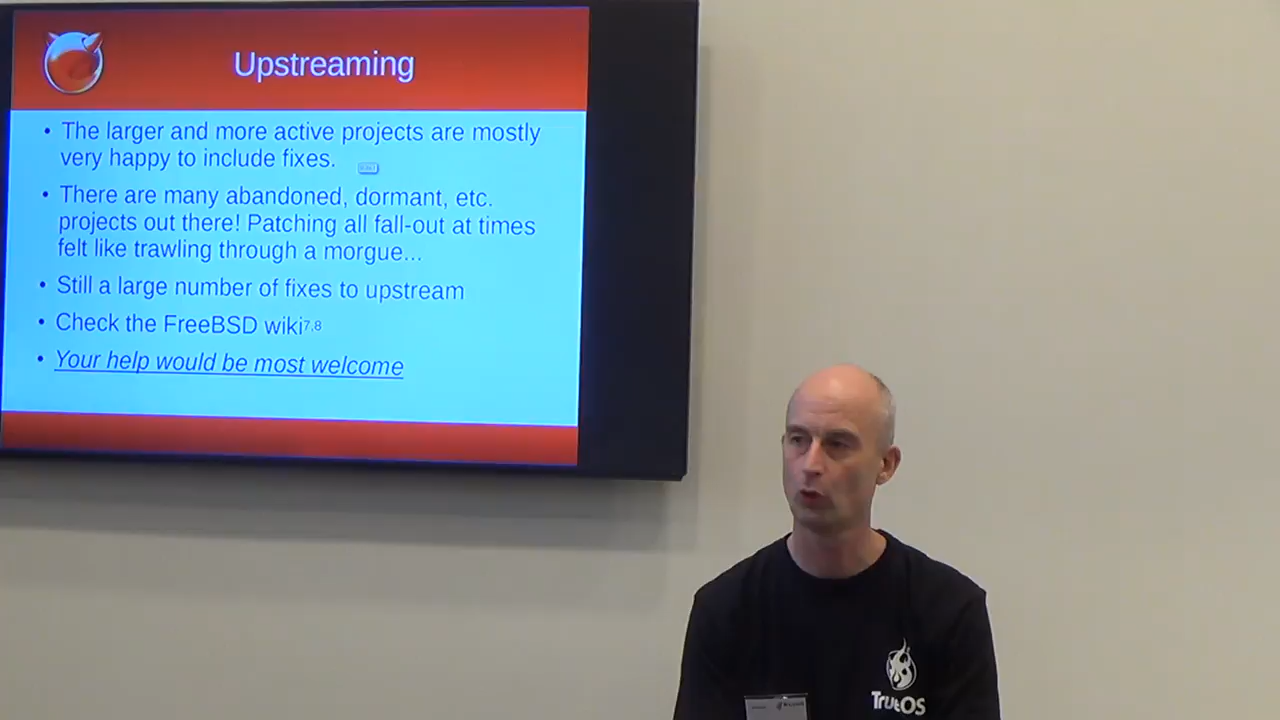 Upstreaming
• The larger and more active projects are mostly
very happy to include fixes.
• There are many abandoned, dormant, etc.
projects out there! Patching all fall-out at times
felt like trawling through a morgue...
• Still a large number of fixes to upstream
• Check the FreeBSD wiki7,8
• Your help would be most welcome
TrueOS